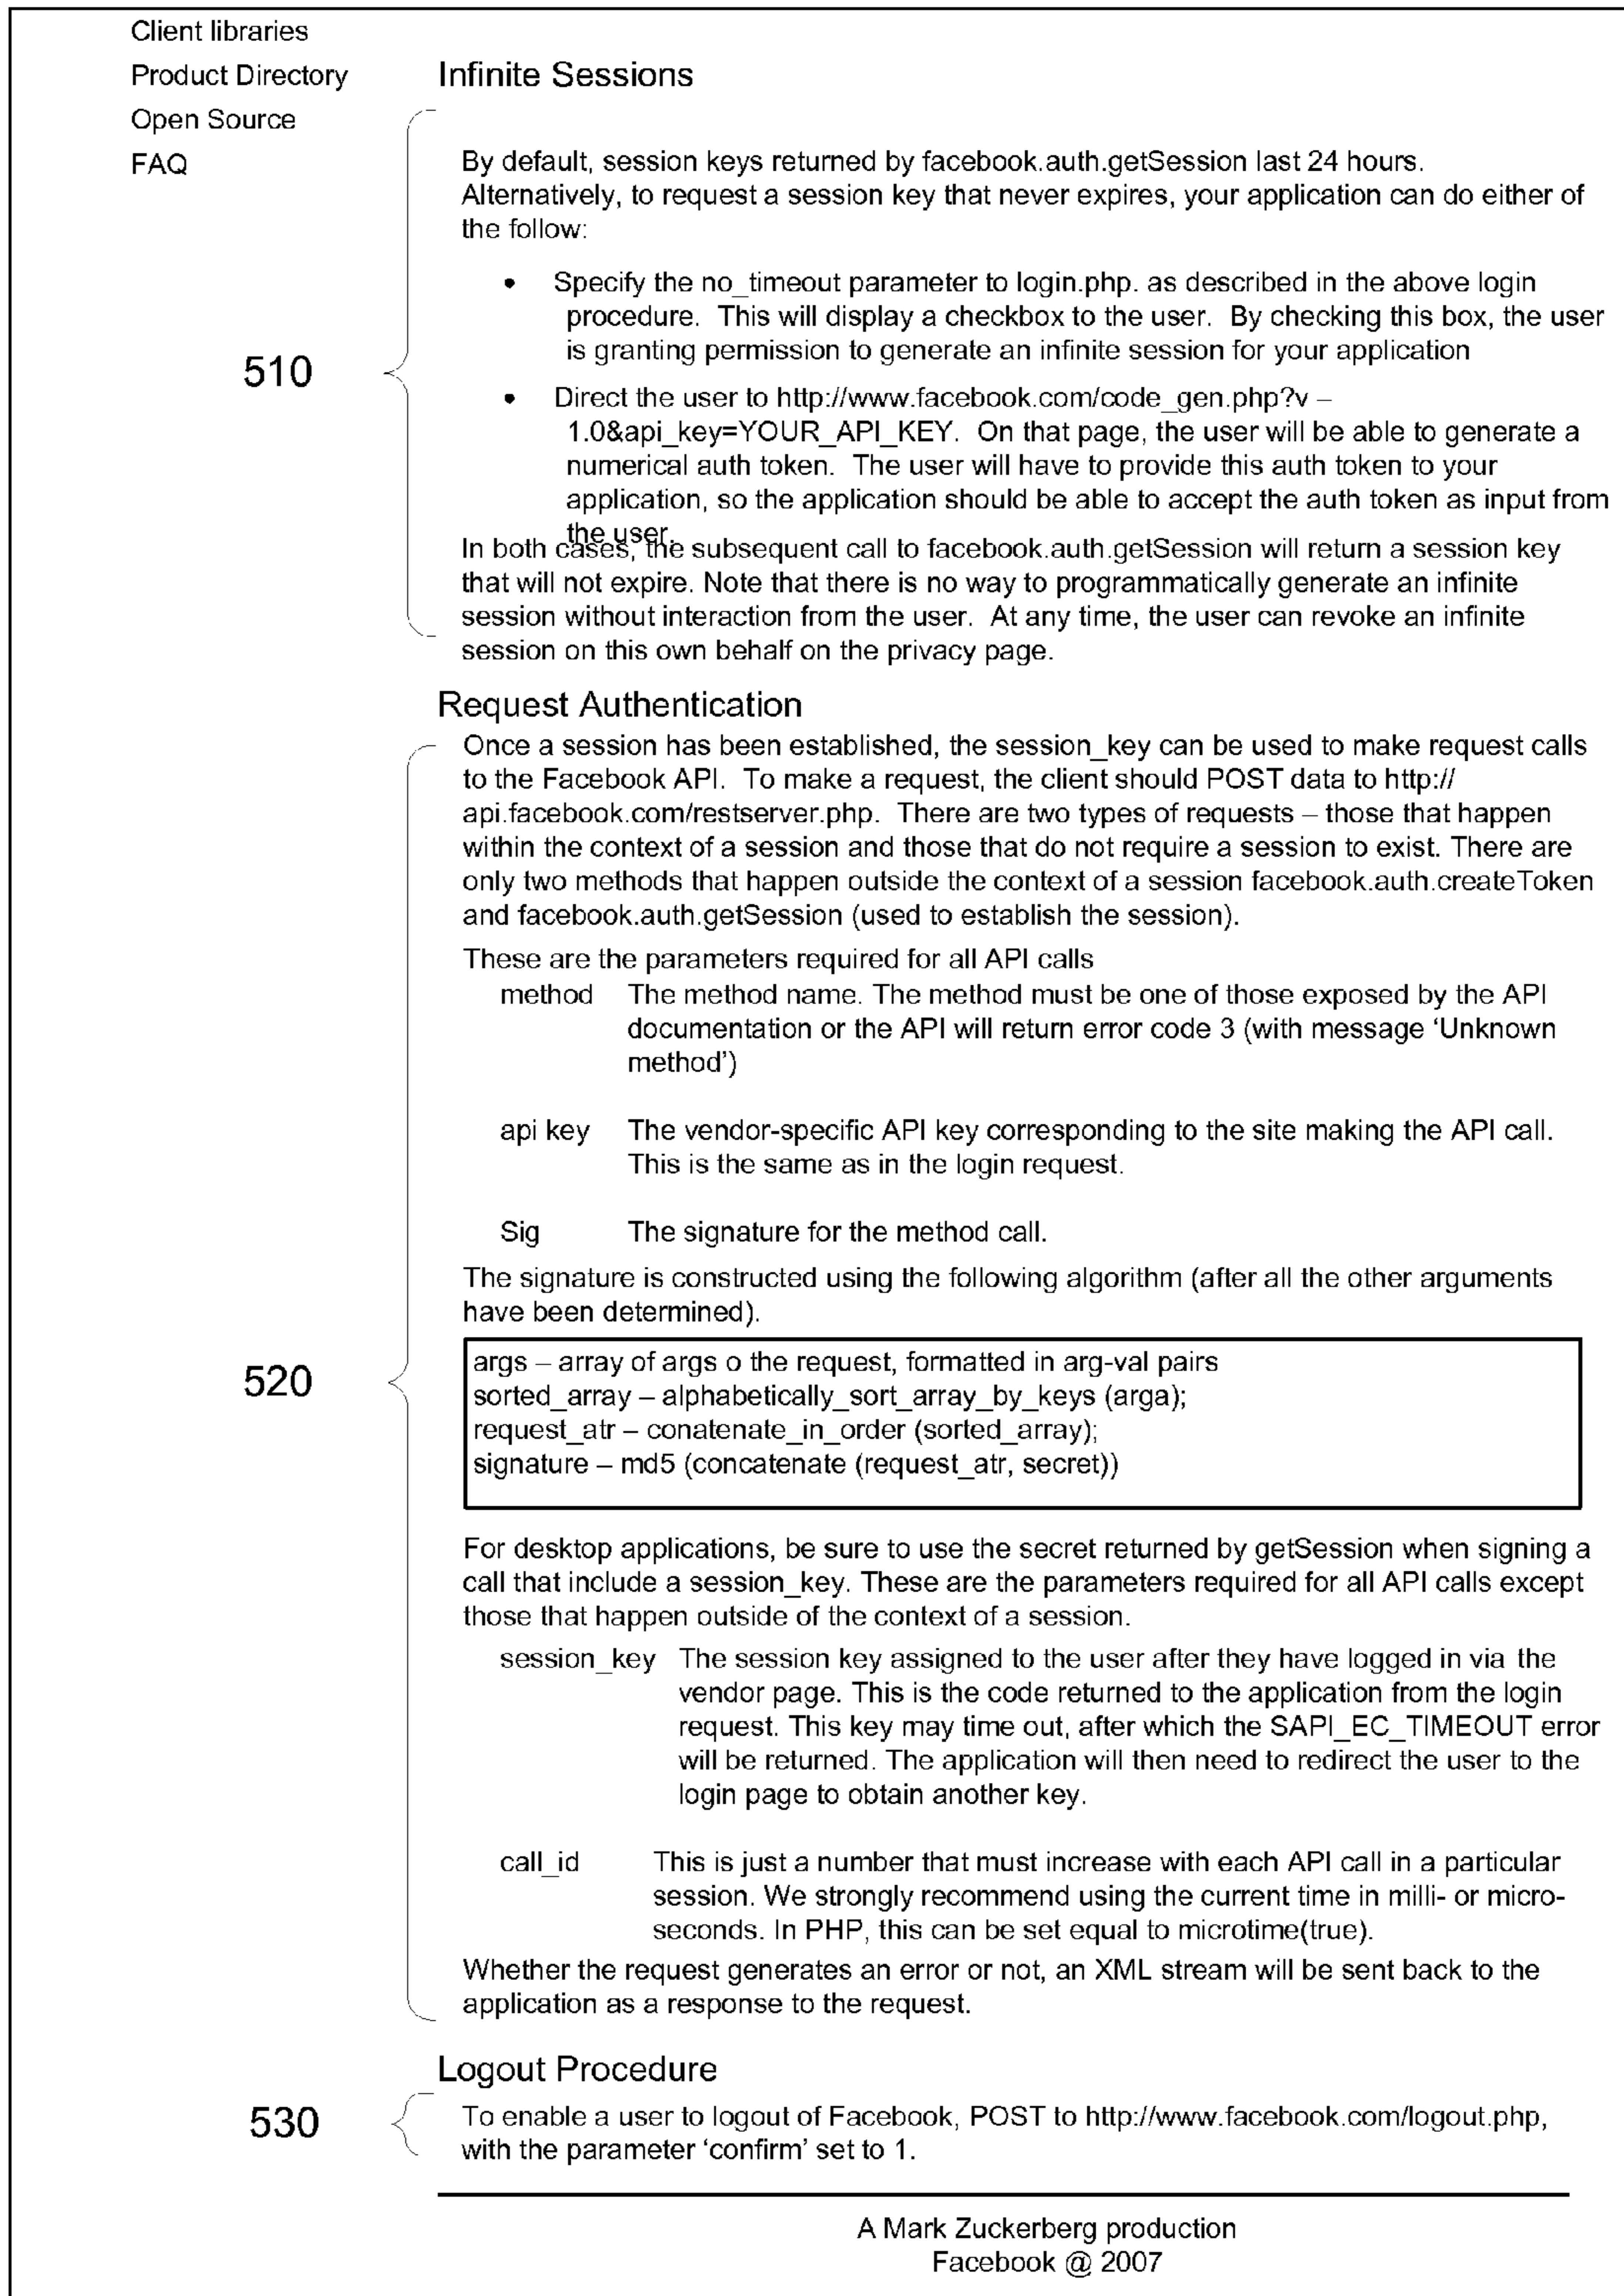 Client libraries
Product Directory
Open Source
FAQ
Infinite Sessions
510
By default, session keys returned by facebook.auth.getSession last 24 hours.
Alternatively, to request a session key that never expires, your application can do either of
the follow:
• Specify the no_timeout parameter to login.php. as described in the above login
procedure. This will display a checkbox to the user. By checking this box, the user
is granting permission to generate an infinite session for your application
• Direct the user to http://www.facebook.com/code_gen.php?v –
1.0&api_key=YOUR_API_KEY. On that page, the user will be able to generate a
numerical auth token. The user will have to provide this auth token to your
application, so the application should be able to accept the auth token as input from
the user.
In both cases, the subsequent call to facebook.auth.getSession will return a session key
that will not expire. Note that there is no way to programmatically generate an infinite
session without interaction from the user. At any time, the user can revoke an infinite
session on this own behalf on the privacy page.
Request Authentication
520
Once a session has been established, the session_key can be used to make request calls
to the Facebook API. To make a request, the client should POST data to http://
api.facebook.com/restserver.php. There are two types of requests – those that happen
within the context of a session and those that do not require a session to exist. There are
only two methods that happen outside the context of a session facebook.auth.createToken
and facebook.auth.getSession (used to establish the session).
These are the parameters required for all API calls
method The method name. The method must be one of those exposed by the API
documentation or the API will return error code 3 (with message ‘Unknown
method’)
api key The vendor-specific API key corresponding to the site making the API call.
This is the same as in the login request.
Sig The signature for the method call.
The signature is constructed using the following algorithm (after all the other arguments
have been determined).
args – array of args o the request, formatted in arg-val pairs
sorted_array – alphabetically_sort_array_by_keys (arga);
request_atr – conatenate_in_order (sorted_array);
signature – md5 (concatenate (request_atr, secret))
For desktop applications, be sure to use the secret returned by getSession when signing a
call that include a session_key. These are the parameters required for all API calls except
those that happen outside of the context of a session.
session_key The session key assigned to the user after they have logged in via the
vendor page. This is the code returned to the application from the login
request. This key may time out, after which the SAPI_EC_TIMEOUT error
will be returned. The application will then need to redirect the user to the
login page to obtain another key.
call_id This is just a number that must increase with each API call in a particular
session. We strongly recommend using the current time in milli- or micro-
seconds. In PHP, this can be set equal to microtime(true).
Whether the request generates an error or not, an XML stream will be sent back to the
application as a response to the request.
Logout Procedure
530
To enable a user to logout of Facebook, POST to http://www.facebook.com/logout.php,
with the parameter ‘confirm’ set to 1.
A Mark Zuckerberg production
Facebook @ 2007